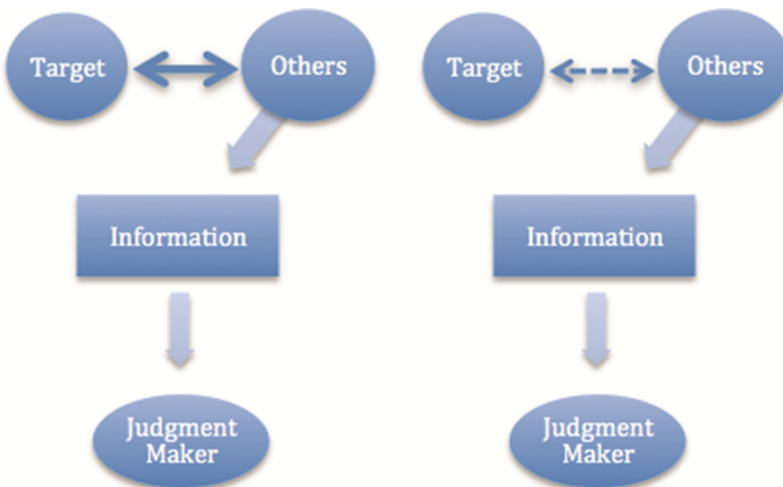 Target
Others
Information
Judgment
Maker
Target
Others
Information
Judgment
Maker